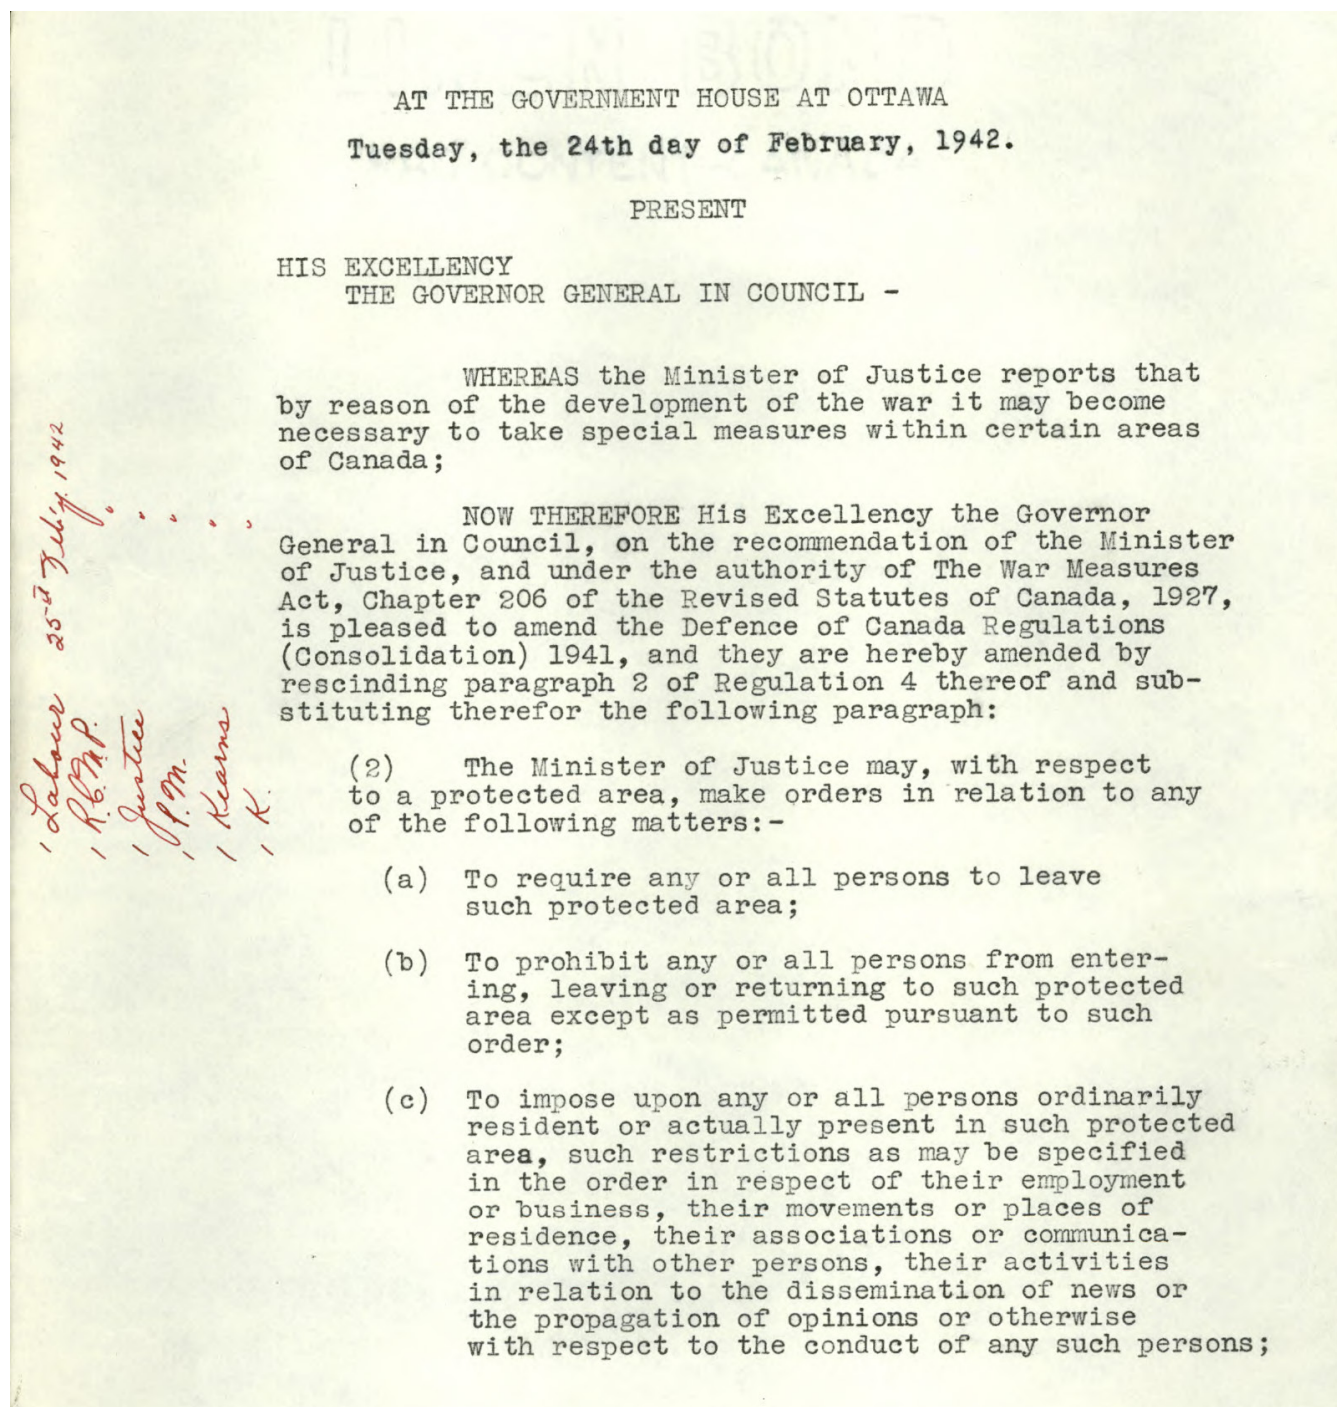 AT THE GOVERNMENT HOUSE AT OTTAWA
Tuesday, the 24th day of February, 1942.
PRESENT
HIS EXCELLENCY
THE GOVERNOR GENERAL IN COUNCIL -
WHEREAS the Minister of Justice reports that
by reason of the development of the war it may become
necessary to take special measures within certain areas
of Canada;
NOW THEREFORE His Excellency the Governor
General in Council, on the recommendation of the Minister
of Justice, and under the authority of The War Measures
Act, Chapter 206 of the Revised Statutes of Canada, 1927,
is pleased to amend the Defence of Canada Regulations
(Consolidation) 1941, and they are hereby amended by
rescinding paragraph 2 of Regulation 4 thereof and sub-
stituting therefor the following paragraph:
(2) The Minister of Justice may, with respect
to a protected area, make orders in relation to any
of the following matters:-
(a) To require any or all persons to leave
such protected area;
(b) To prohibit any or all persons from enter-
ing, leaving or returning to such protected
area except as permitted pursuant to such
order;
(c) To impose upon any or all persons ordinarily
resident or actually present in such protected
area, such restrictions as may be specified
in the order in respect of their employment
or business, their movements or places of
residence, their associations or communica-
tions with other persons, their activities
in relation to the dissemination of news or
the propagation of opinions or otherwise
with respect to the conduct of any such persons;
Labour 25th Feb'y. 1942
R.C.M.P. "
Justice "
P.M. "
Kearns "
K. "